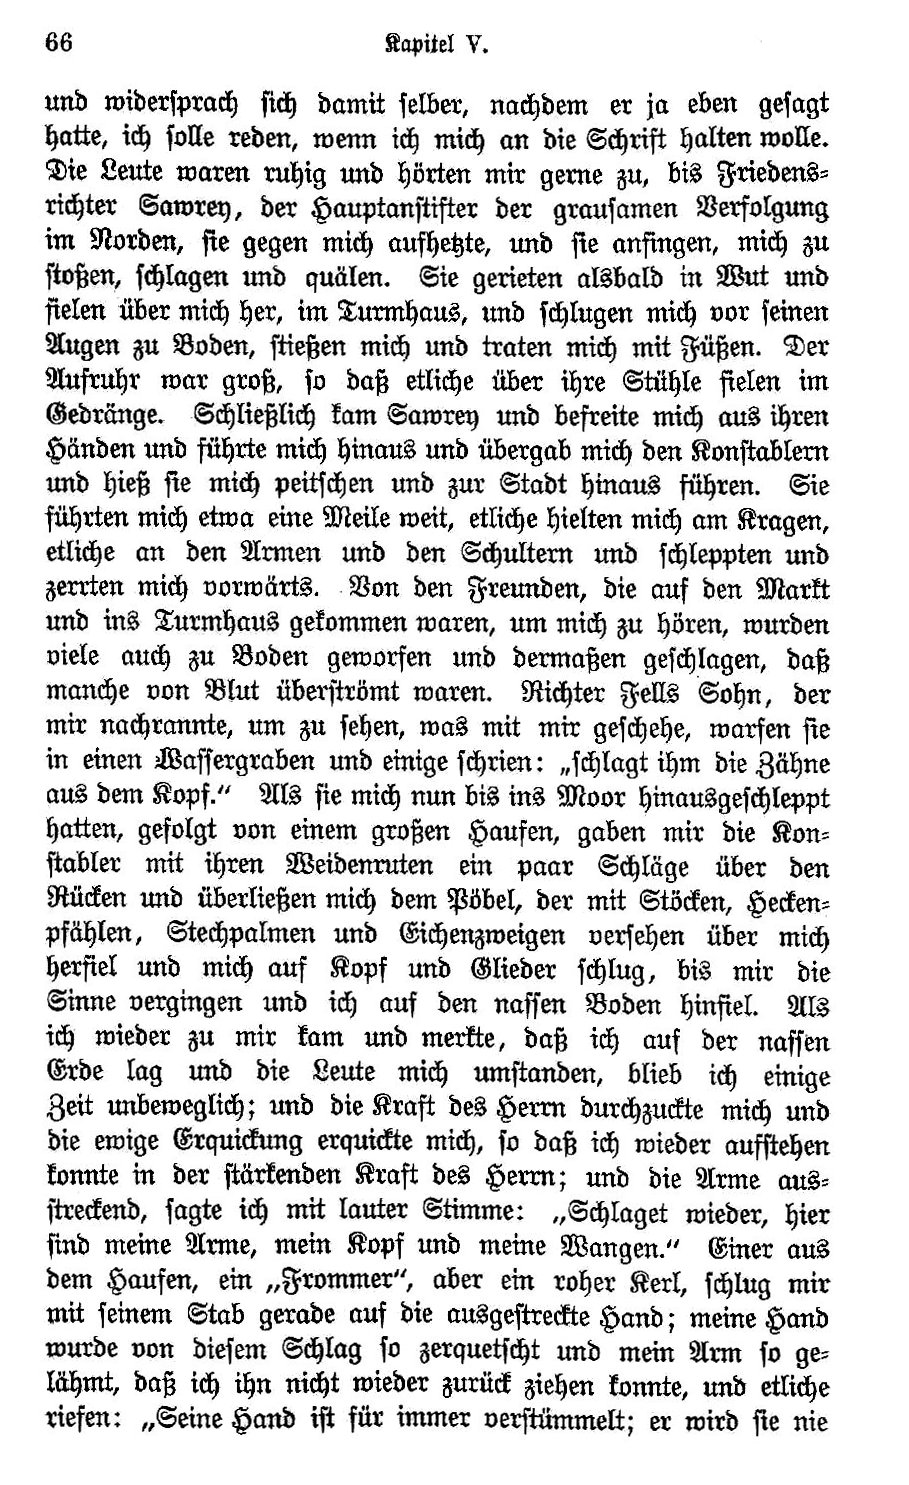 66 Kapitel V.
und widersprach sich damit selber, nachdem er ja eben gesagt
hatte, ich solle reden, wenn ich mich an die Schrift halten wolle.
Die Leute waren ruhig und hörten mir gerne zu, bis Friedens-
richter Sawrey, der Hauptanstifter der grausamen Verfolgung
im Norden, sie gegen mich aufhetzte, und sie anfingen, mich zu
stoßen, schlagen und quälen. Sie gerieten alsbald in Wut und
fielen über mich her, im Turmhaus, und schlugen mich vor seinen
Augen zu Boden, stießen mich und traten mich mit Füßen. Der
Aufruhr war groß, so daß etliche über ihre Stühle fielen im
Gedränge. Schließlich kam Sawrey und befreite mich aus ihren
Händen und führte mich hinaus und übergab mich den Konstablern
und hieß sie mich peitschen und zur Stadt hinaus führen. Sie
führten mich etwa eine Meile weit, etliche hielten mich am Kragen,
etliche an den Armen und den Schultern und schleppten und
zerrten mich vorwärts. Von den Freunden, die auf den Markt
und ins Turmhaus gekommen waren, um mich zu hören, wurden
viele auch zu Boden geworfen und dermaßen geschlagen, daß
manche von Blut überströmt waren. Richter Fells Sohn, der
mir nachrannte, um zu sehen, was mit mir geschehe, warfen sie
in einen Wassergraben und einige schrien: „schlagt ihm die Zähne
aus dem Kopf.“ Als sie mich nun bis ins Moor hinausgeschleppt
hatten, gefolgt von einem großen Haufen, gaben mir die Kon-
stabler mit ihren Weidenruten ein paar Schläge über den
Rücken und überließen mich dem Pöbel, der mit Stöcken, Hecken-
pfählen, Stechpalmen und Eichenzweigen versehen über mich
herfiel und mich auf Kopf und Glieder schlug, bis mir die
Sinne vergingen und ich auf den nassen Boden hinfiel. Als
ich wieder zu mir kam und merkte, daß ich auf der nassen
Erde lag und die Leute mich umstanden, blieb ich einige
Zeit unbeweglich; und die Kraft des Herrn durchzuckte mich und
die ewige Erquickung erquickte mich, so daß ich wieder aufstehen
konnte in der stärkenden Kraft des Herrn; und die Arme aus-
streckend, sagte ich mit lauter Stimme: „Schlaget wieder, hier
sind meine Arme, mein Kopf und meine Wangen.“ Einer aus
dem Haufen, ein „Frommer“, aber ein roher Kerl, schlug mir
mit seinem Stab gerade auf die ausgestreckte Hand; meine Hand
wurde von diesem Schlag so zerquetscht und mein Arm so ge-
lähmt, daß ich ihn nicht wieder zurück ziehen konnte, und etliche
riefen: „Seine Hand ist für immer verstümmelt; er wird sie nie